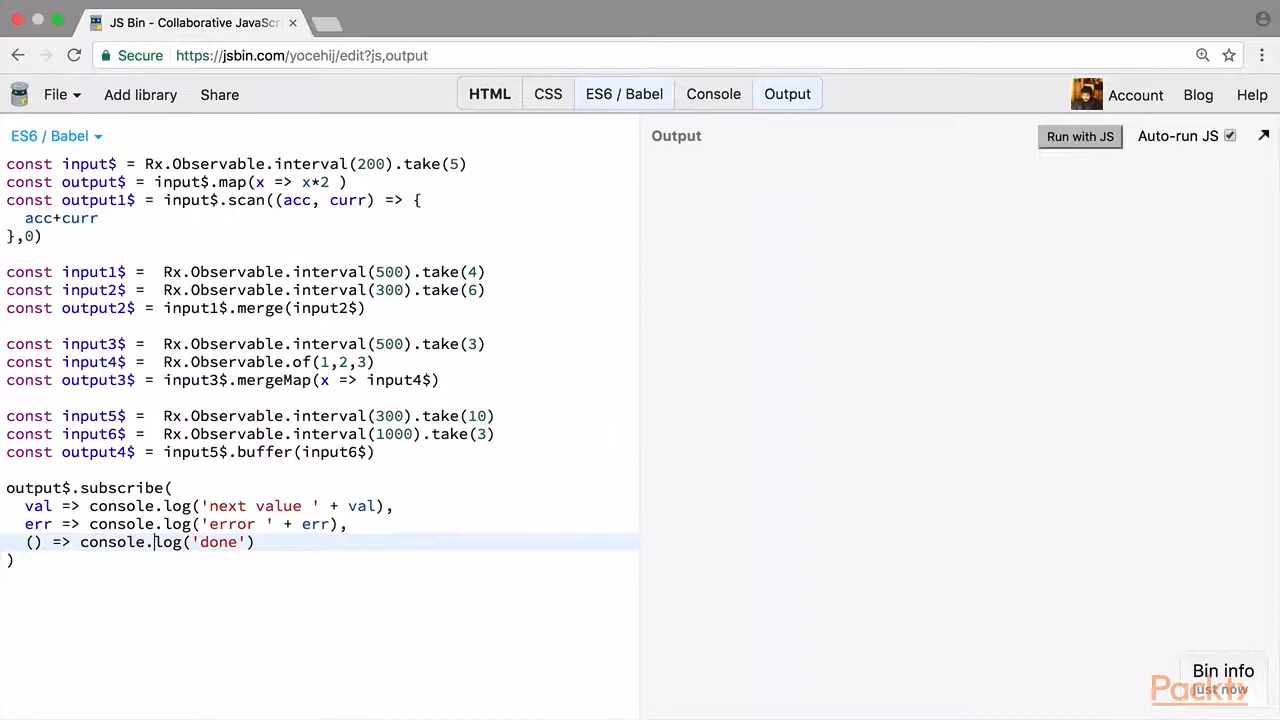 JS Bin - Collaborative JavaScri
Secure https://jsbin.com/yocehij/edit?js,output
File Add library Share HTML CSS ES6 / Babel Console Output Account Blog Help
ES6 / Babel Output Run with JS Auto-run JS
const input$ = Rx.Observable.interval(200).take(5)
const output$ = input$.map(x => x*2 )
const output1$ = input$.scan((acc, curr) => {
  acc+curr
},0)
const input1$ =  Rx.Observable.interval(500).take(4)
const input2$ =  Rx.Observable.interval(300).take(6)
const output2$ = input1$.merge(input2$)
const input3$ =  Rx.Observable.interval(500).take(3)
const input4$ =  Rx.Observable.of(1,2,3)
const output3$ = input3$.mergeMap(x => input4$)
const input5$ =  Rx.Observable.interval(300).take(10)
const input6$ =  Rx.Observable.interval(1000).take(3)
const output4$ = input5$.buffer(input6$)
output$.subscribe(
  val => console.log('next value ' + val),
  err => console.log('error ' + err),
  () => console.log('done')
)
Bin info
just now
Packt>